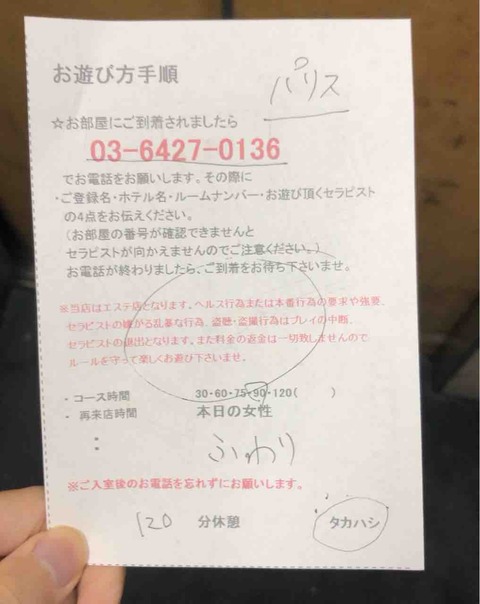 お遊び方手順
パリス
☆お部屋にご到着されましたら
03-6427-0136
でお電話をお願いします。その際に
・ご登録名・ホテル名・ルームナンバー・お遊び頂くセラピスト
の4点をお伝えください。
(お部屋の番号が確認できませんと
セラピストが向かえませんのでご注意ください。)
お電話が終わりましたら、ご到着をお待ち下さいませ。
※当店はエステ店となります。ヘルス行為または本番行為の要求や強要、
セラピストの嫌がる乱暴な行為、盗聴・盗撮行為はプレイの中断、
セラピストの退出となります。また料金の返金は一切致しませんので
ルールを守って楽しくお遊び下さいませ。
・コース時間 30・60・75・90・120( )
・再来店時間 本日の女性
: ふわり
※ご入室後のお電話を忘れずにお願いします。
120 分休憩 タカハシ